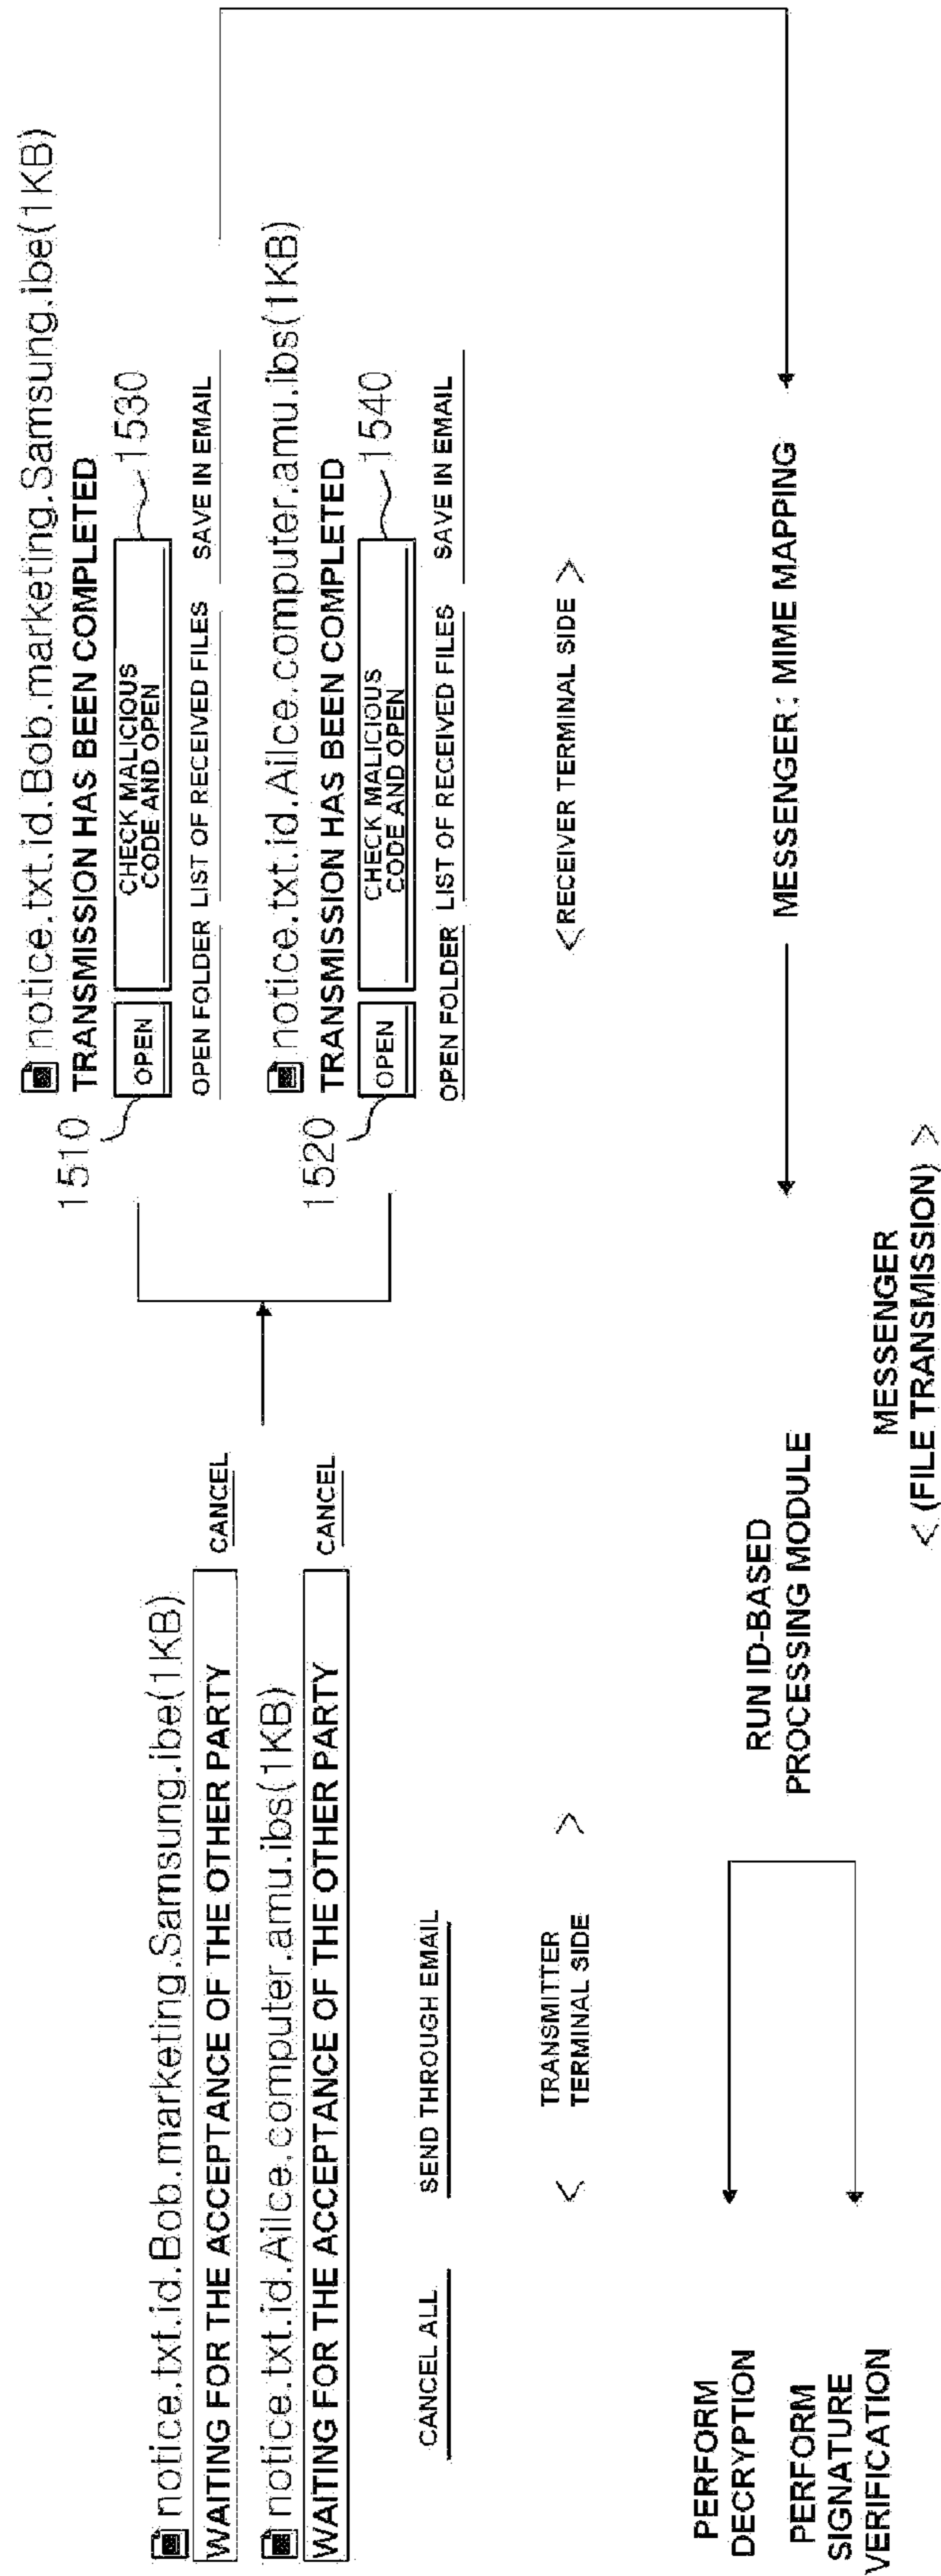 notice.txt.id.Bob.marketing.Samsung.ibe(1KB)
WAITING FOR THE ACCEPTANCE OF THE OTHER PARTY
CANCEL
notice.txt.id.Ailce.computer.amu.ibs(1KB)
WAITING FOR THE ACCEPTANCE OF THE OTHER PARTY
CANCEL
CANCEL ALL
SEND THROUGH EMAIL
< TRANSMITTER
TERMINAL SIDE >
notice.txt.id.Bob.marketing.Samsung.ibe(1KB)
TRANSMISSION HAS BEEN COMPLETED
1510
OPEN
CHECK MALICIOUS
CODE AND OPEN
1530
OPEN FOLDER
LIST OF RECEIVED FILES
SAVE IN EMAIL
notice.txt.id.Ailce.computer.amu.ibs(1KB)
TRANSMISSION HAS BEEN COMPLETED
1520
OPEN
CHECK MALICIOUS
CODE AND OPEN
1540
OPEN FOLDER
LIST OF RECEIVED FILES
SAVE IN EMAIL
<RECEIVER TERMINAL SIDE >
PERFORM
DECRYPTION
PERFORM
SIGNATURE
VERIFICATION
RUN ID-BASED
PROCESSING MODULE
MESSENGER: MIME MAPPING
MESSENGER
< (FILE TRANSMISSION) >